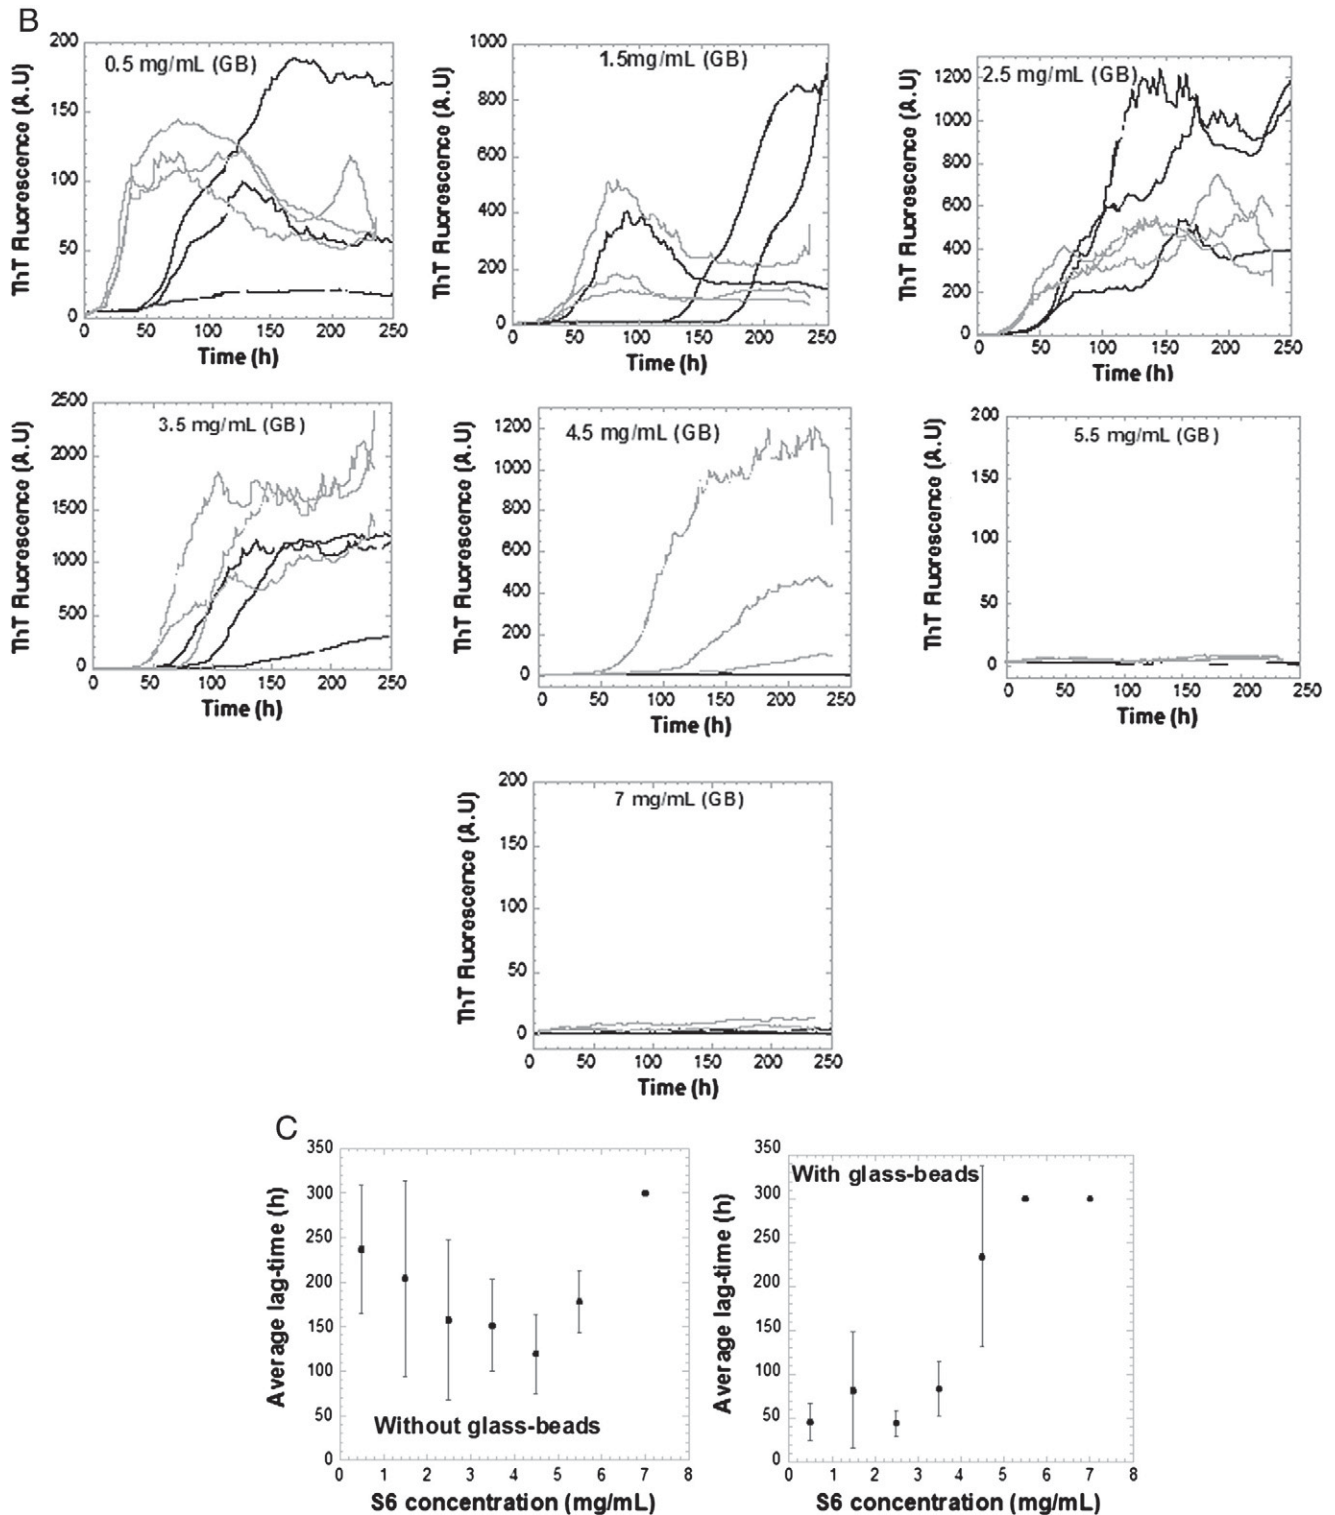 B
0.5 mg/mL (GB)
ThT fluorescence (A.U)
200
150
100
50
0
0 50 100 150 200 250
Time (h)
1.5mg/mL (GB)
ThT fluorescence (A.U)
1000
800
600
400
200
0
0 50 100 150 200 250
Time (h)
2.5 mg/mL (GB)
ThT fluorescence (A.U)
1200
1000
800
600
400
200
0
0 50 100 150 200 250
Time (h)
3.5 mg/mL (GB)
ThT fluorescence (A.U)
2500
2000
1500
1000
500
0
0 50 100 150 200 250
Time (h)
4.5 mg/mL (GB)
ThT fluorescence (A.U)
1200
1000
800
600
400
200
0
0 50 100 150 200 250
Time (h)
5.5 mg/mL (GB)
ThT fluorescence (A.U)
200
150
100
50
0
0 50 100 150 200 250
Time (h)
7 mg/mL (GB)
ThT fluorescence (A.U)
200
150
100
50
0
0 50 100 150 200 250
Time (h)
C
Average lag-time (h)
350
300
250
200
150
100
50
0
Without glass-beads
0 1 2 3 4 5 6 7 8
S6 concentration (mg/mL)
With glass-beads
Average lag-time (h)
350
300
250
200
150
100
50
0
0 1 2 3 4 5 6 7 8
S6 concentration (mg/mL)